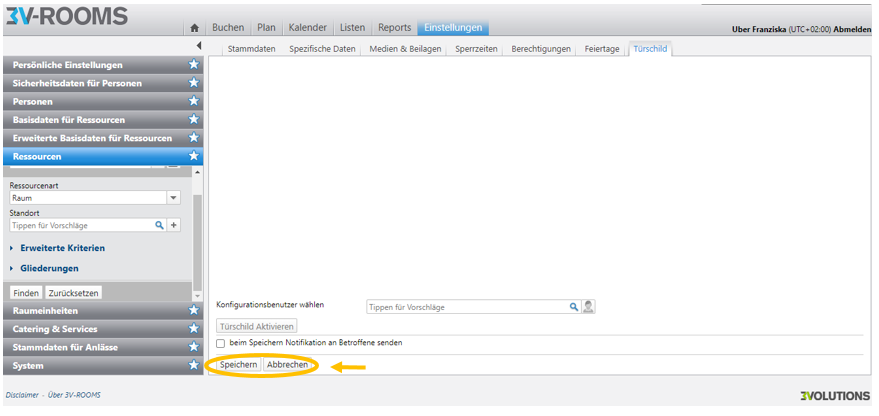 3V-ROOMS
Buchen Plan Kalender Listen Reports Einstellungen
Uber Franziska (UTC+02:00) Abmelden
Stammdaten Spezifische Daten Medien & Beilagen Sperrzeiten Berechtigungen Feiertage Türschild
Persönliche Einstellungen
Sicherheitsdaten für Personen
Personen
Basisdaten für Ressourcen
Erweiterte Basisdaten für Ressourcen
Ressourcen
Ressourcenart
Raum
Standort
Tippen für Vorschläge
Erweiterte Kriterien
Gliederungen
Finden Zurücksetzen
Raumeinheiten
Catering & Services
Stammdaten für Anlässe
System
Konfigurationsbenutzer wählen Tippen für Vorschläge
Türschild Aktivieren
beim Speichern Notifikation an Betroffene senden
Speichern Abbrechen
Disclaimer - Über 3V-ROOMS
3VOLUTIONS